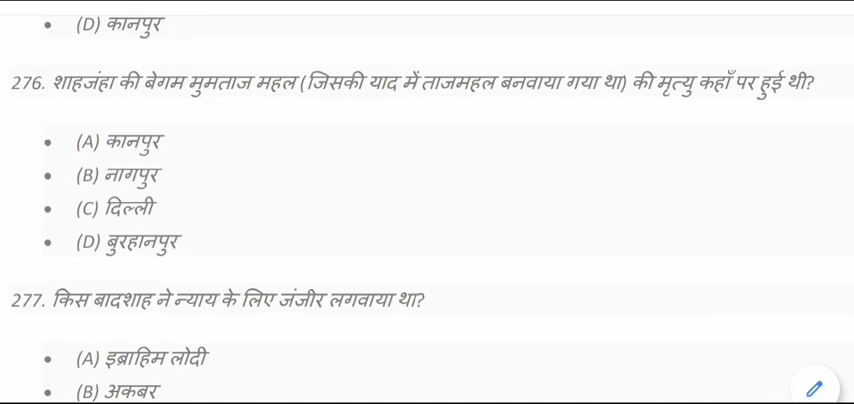 (D) कानपुर
276. शाहजंहा की बेगम मुमताज महल (जिसकी याद में ताजमहल बनवाया गया था) की मृत्यु कहाँ पर हुई थी?
(A) कानपुर
(B) नागपुर
(C) दिल्ली
(D) बुरहानपुर
277. किस बादशाह ने न्याय के लिए जंजीर लगवाया था?
(A) इब्राहिम लोदी
(B) अकबर